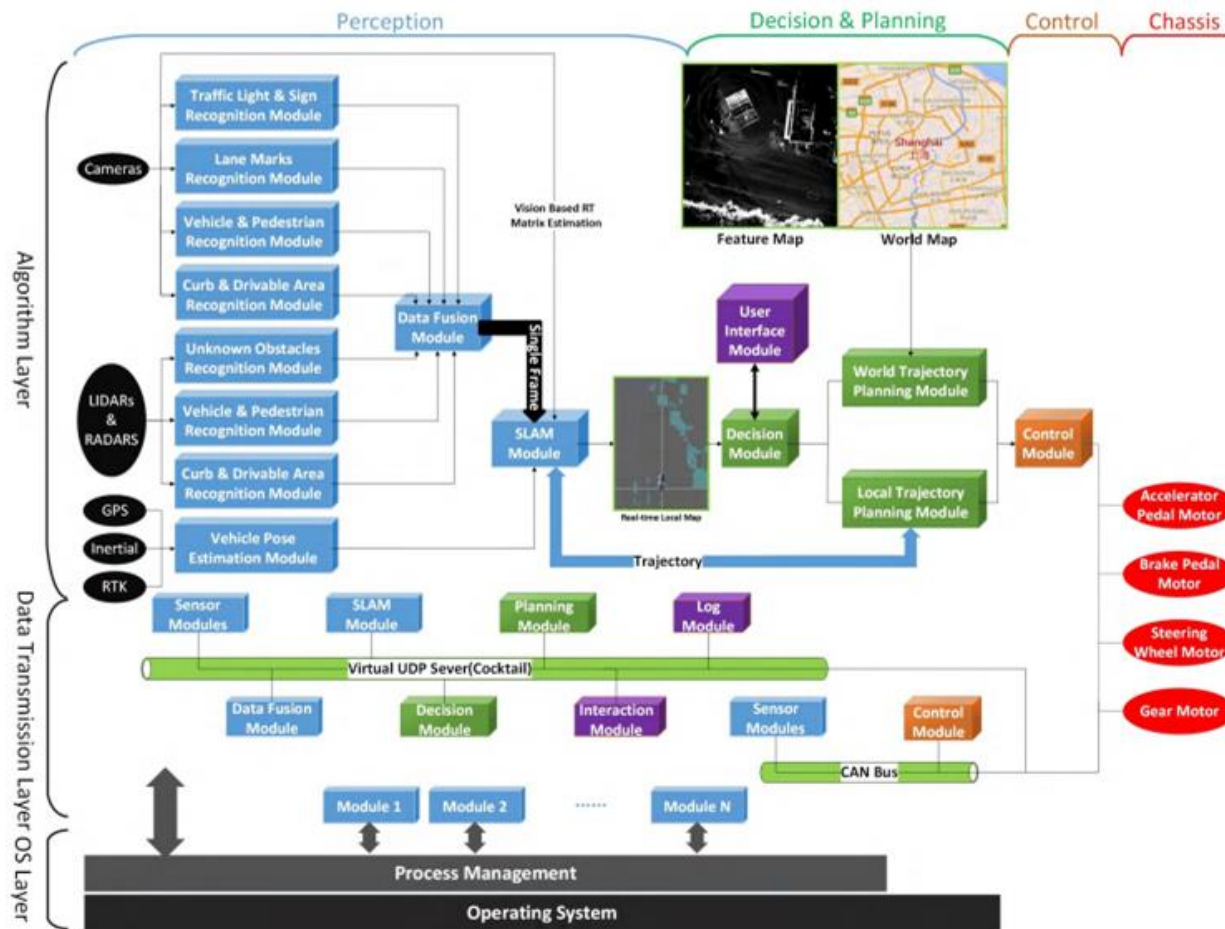 Perception
Decision & Planning
Control
Chassis
Algorithm Layer
Data Transmission Layer
OS Layer
Cameras
LIDARs
&
RADARS
GPS
Inertial
RTK
Traffic Light & Sign
Recognition Module
Lane Marks
Recognition Module
Vehicle & Pedestrian
Recognition Module
Curb & Drivable Area
Recognition Module
Unknown Obstacles
Recognition Module
Vehicle & Pedestrian
Recognition Module
Curb & Drivable Area
Recognition Module
Vehicle Pose
Estimation Module
Data Fusion
Module
Single Frame
Vision Based RT
Matrix Estimation
SLAM
Module
Real-time Local Map
Trajectory
Feature Map
Shanghai
World Map
User
Interface
Module
Decision
Module
World Trajectory
Planning Module
Local Trajectory
Planning Module
Control
Module
Accelerator
Pedal Motor
Brake Pedal
Motor
Steering
Wheel Motor
Gear Motor
Sensor
Modules
SLAM
Module
Planning
Module
Log
Module
Virtual UDP Sever(Cocktail)
Data Fusion
Module
Decision
Module
Interaction
Module
Sensor
Modules
Control
Module
CAN Bus
Module 1
Module 2
......
Module N
Process Management
Operating System